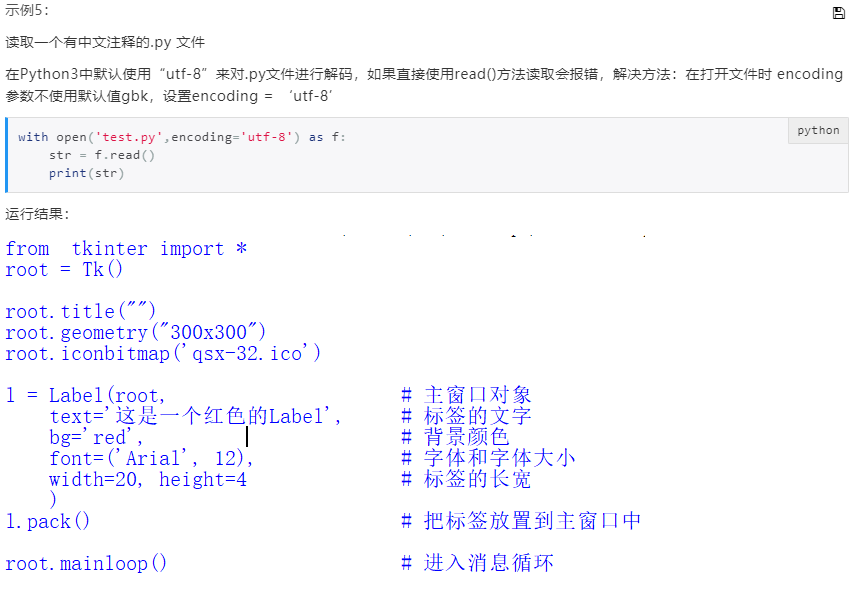 示例5:
读取一个有中文注释的.py 文件
在Python3中默认使用“utf-8”来对.py文件进行解码，如果直接使用read()方法读取会报错，解决方法：在打开文件时 encoding
参数不使用默认值gbk，设置encoding = ‘utf-8’
python
with open('test.py',encoding='utf-8') as f:
    str = f.read()
    print(str)
运行结果:
from  tkinter import *
root = Tk()
root.title("")
root.geometry("300x300")
root.iconbitmap('qsx-32.ico')
l = Label(root,                      # 主窗口对象
    text='这是一个红色的Label',      # 标签的文字
    bg='red',                        # 背景颜色
    font=('Arial', 12),              # 字体和字体大小
    width=20, height=4               # 标签的长宽
    )
l.pack()                             # 把标签放置到主窗口中
root.mainloop()                      # 进入消息循环